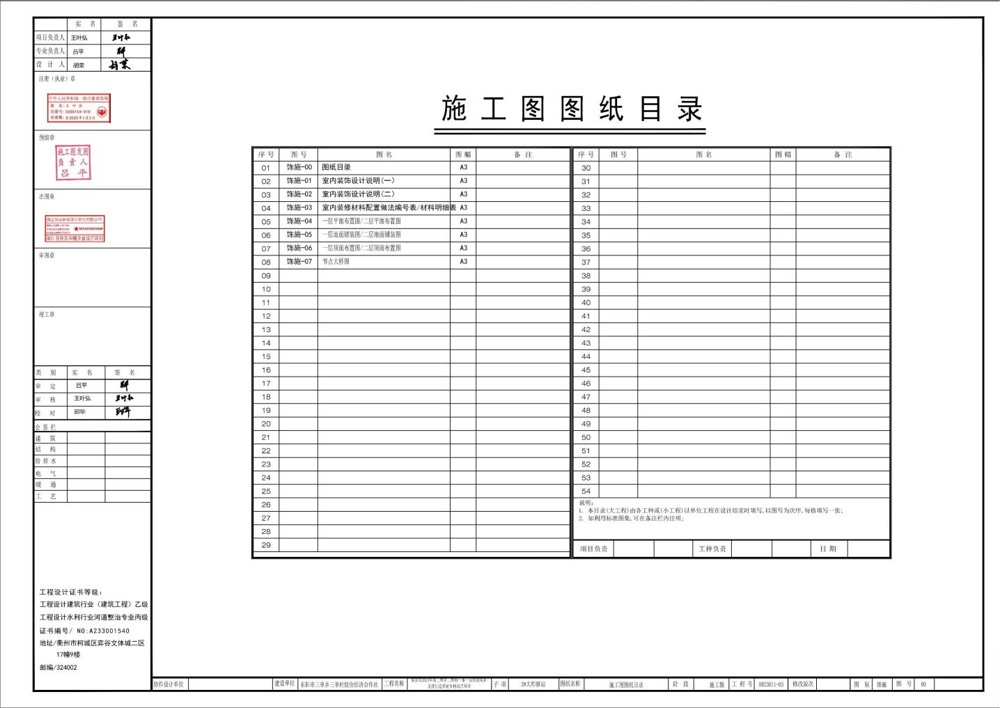 实 名 签 名
项目负责人 王叶弘 王叶弘
专业负责人 吕平
设 计 人 胡荣 胡荣
注册（执业）章
中华人民共和国一级注册建筑师
姓 名:王 叶 弘
注册号:3300154-010
有效期:至2025年1月2日
预留章
施工图发图
负 责 人
吕 平
出图章
NO:A233001540
审图章
竣工章
类 别 实 名 签 名
审 定 吕平
审 核 王叶弘 王叶弘
校 对 邱华 邱华
会签栏
建 筑
结 构
给排水
电 气
暖 通
工 艺
工程设计证书等级：
工程设计建筑行业（建筑工程）乙级
工程设计水利行业河道整治专业丙级
证书编号/ NO:A233001540
地址/衢州市柯城区弈谷文体城二区
17幢9楼
邮编/324002
施工图图纸目录
序号 图号 图名 图幅 备注
01 饰施-00 图纸目录 A3
02 饰施-01 室内装饰设计说明(一) A3
03 饰施-02 室内装饰设计说明(二) A3
04 饰施-03 室内装修材料配置做法编号表/材料明细表 A3
05 饰施-04 一层平面布置图/二层平面布置图 A3
06 饰施-05 一层地面铺装图/二层地面铺装图 A3
07 饰施-06 一层顶面布置图/二层顶面布置图 A3
08 饰施-07 节点大样图 A3
09
10
11
12
13
14
15
16
17
18
19
20
21
22
23
24
25
26
27
28
29
序号 图号 图名 图幅 备注
30
31
32
33
34
35
36
37
38
39
40
41
42
43
44
45
46
47
48
49
50
51
52
53
54
说明:
1. 本目录(大工程)由各工种或(小工程)以单位工程在设计结束时填写,以图号为次序,每格填写一张;
2. 如利用标准图集,可在备注栏内注明;
项目负责 工种负责 日期
协作设计单位 建设单位 东阳市三单乡三单村股份经济合作社 工程名称 支持打造共富乡村试点项目 子 项 2#大师驿站 图纸名称 施工图图纸目录 阶 段 施工图 工 程 号 HH23011-03 修改版次 图 别 饰施 图 号 00